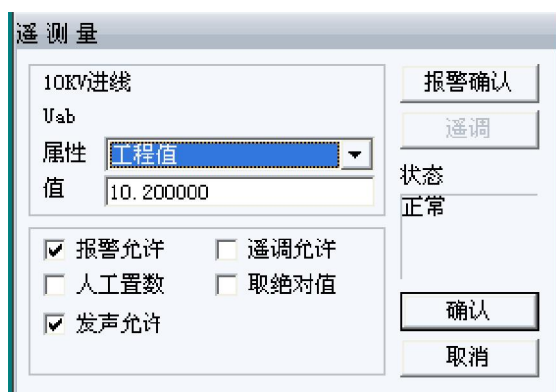 遥测量
10KV进线
Uab
属性 工程值
值 10.200000
报警允许 遥调允许
人工置数 取绝对值
发声允许
报警确认
遥调
状态
正常
确认
取消